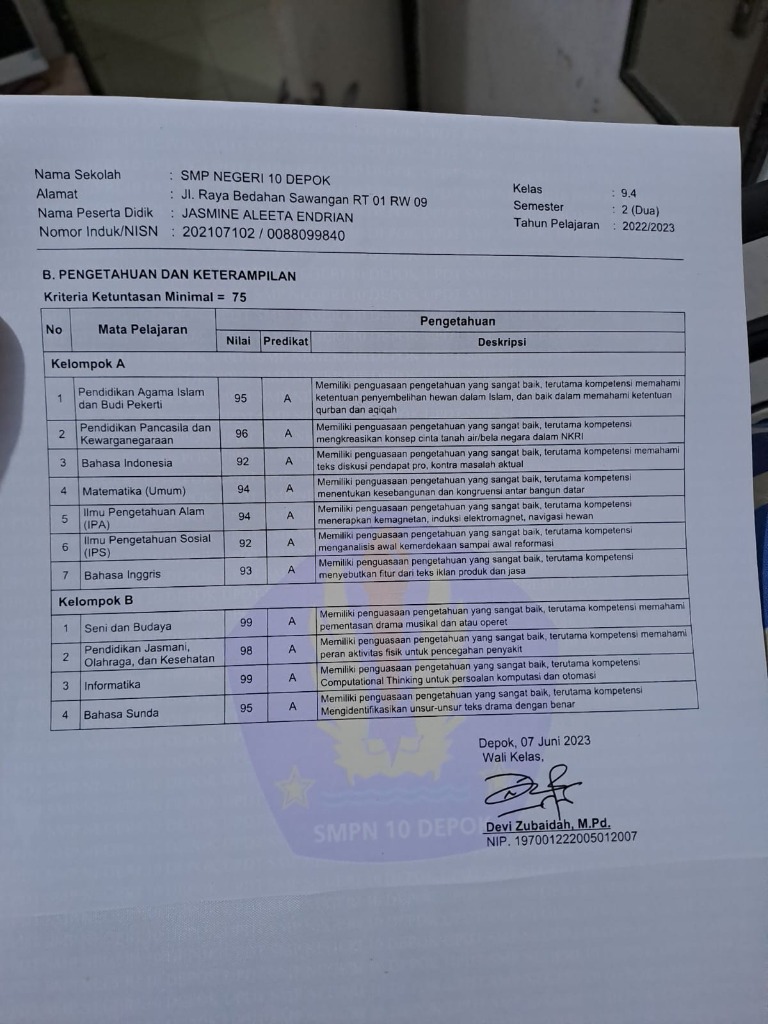 Nama Sekolah : SMP NEGERI 10 DEPOK
Alamat : Jl. Raya Bedahan Sawangan RT 01 RW 09
Nama Peserta Didik : JASMINE ALEETA ENDRIAN
Nomor Induk/NISN : 202107102 / 0088099840
Kelas : 9.4
Semester : 2 (Dua)
Tahun Pelajaran : 2022/2023
B. PENGETAHUAN DAN KETERAMPILAN
Kriteria Ketuntasan Minimal = 75
No Mata Pelajaran Pengetahuan
Nilai Predikat Deskripsi
Kelompok A
1 Pendidikan Agama Islam dan Budi Pekerti 95 A Memiliki penguasaan pengetahuan yang sangat baik, terutama kompetensi memahami
ketentuan penyembelihan hewan dalam Islam, dan baik dalam memahami ketentuan
qurban dan aqiqah
2 Pendidikan Pancasila dan Kewarganegaraan 96 A Memiliki penguasaan pengetahuan yang sangat baik, terutama kompetensi
mengkreasikan konsep cinta tanah air/bela negara dalam NKRI
3 Bahasa Indonesia 92 A Memiliki penguasaan pengetahuan yang sangat baik, terutama kompetensi memahami
teks diskusi pendapat pro, kontra masalah aktual
4 Matematika (Umum) 94 A Memiliki penguasaan pengetahuan yang sangat baik, terutama kompetensi
menentukan kesebangunan dan kongruensi antar bangun datar
5 Ilmu Pengetahuan Alam (IPA) 94 A Memiliki penguasaan pengetahuan yang sangat baik, terutama kompetensi
menerapkan kemagnetan, induksi elektromagnet, navigasi hewan
6 Ilmu Pengetahuan Sosial (IPS) 92 A Memiliki penguasaan pengetahuan yang sangat baik, terutama kompetensi
menganalisis awal kemerdekaan sampai awal reformasi
7 Bahasa Inggris 93 A Memiliki penguasaan pengetahuan yang sangat baik, terutama kompetensi
menyebutkan fitur dari teks iklan produk dan jasa
Kelompok B
1 Seni dan Budaya 99 A Memiliki penguasaan pengetahuan yang sangat baik, terutama kompetensi memahami
pementasan drama musikal dan atau operet
2 Pendidikan Jasmani, Olahraga, dan Kesehatan 98 A Memiliki penguasaan pengetahuan yang sangat baik, terutama kompetensi memahami
peran aktivitas fisik untuk pencegahan penyakit
3 Informatika 99 A Memiliki penguasaan pengetahuan yang sangat baik, terutama kompetensi
Computational Thinking untuk persoalan komputasi dan otomasi
4 Bahasa Sunda 95 A Memiliki penguasaan pengetahuan yang sangat baik, terutama kompetensi
Mengidentifikasikan unsur-unsur teks drama dengan benar
Depok, 07 Juni 2023
Wali Kelas,
SMPN 10 DEPO
Devi Zubaidah, M.Pd.
NIP. 197001222005012007